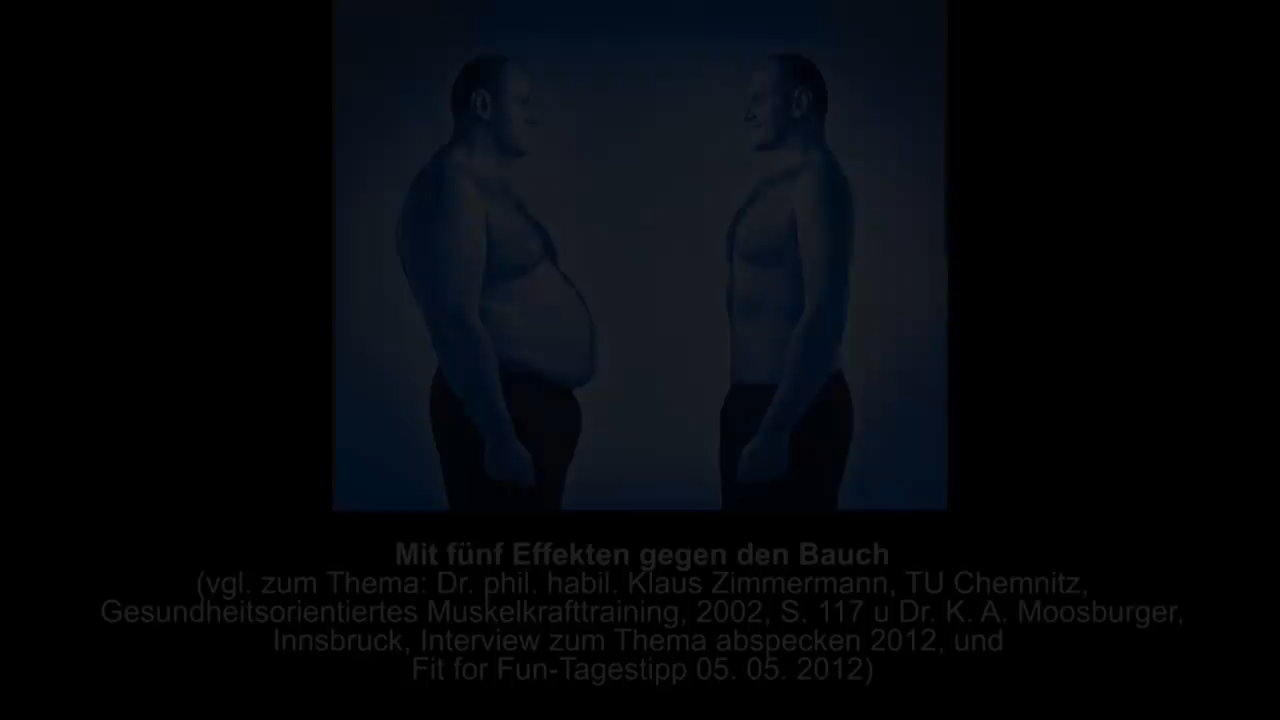 Mit fünf Effekten gegen den Bauch
(vgl. zum Thema: Dr. phil. habil. Klaus Zimmermann, TU Chemnitz,
Gesundheitsorientiertes Muskelkrafttraining, 2002, S. 117 u Dr. K. A. Moosburger,
Innsbruck, Interview zum Thema abspecken 2012, und
Fit for Fun-Tagestipp 05. 05. 2012)